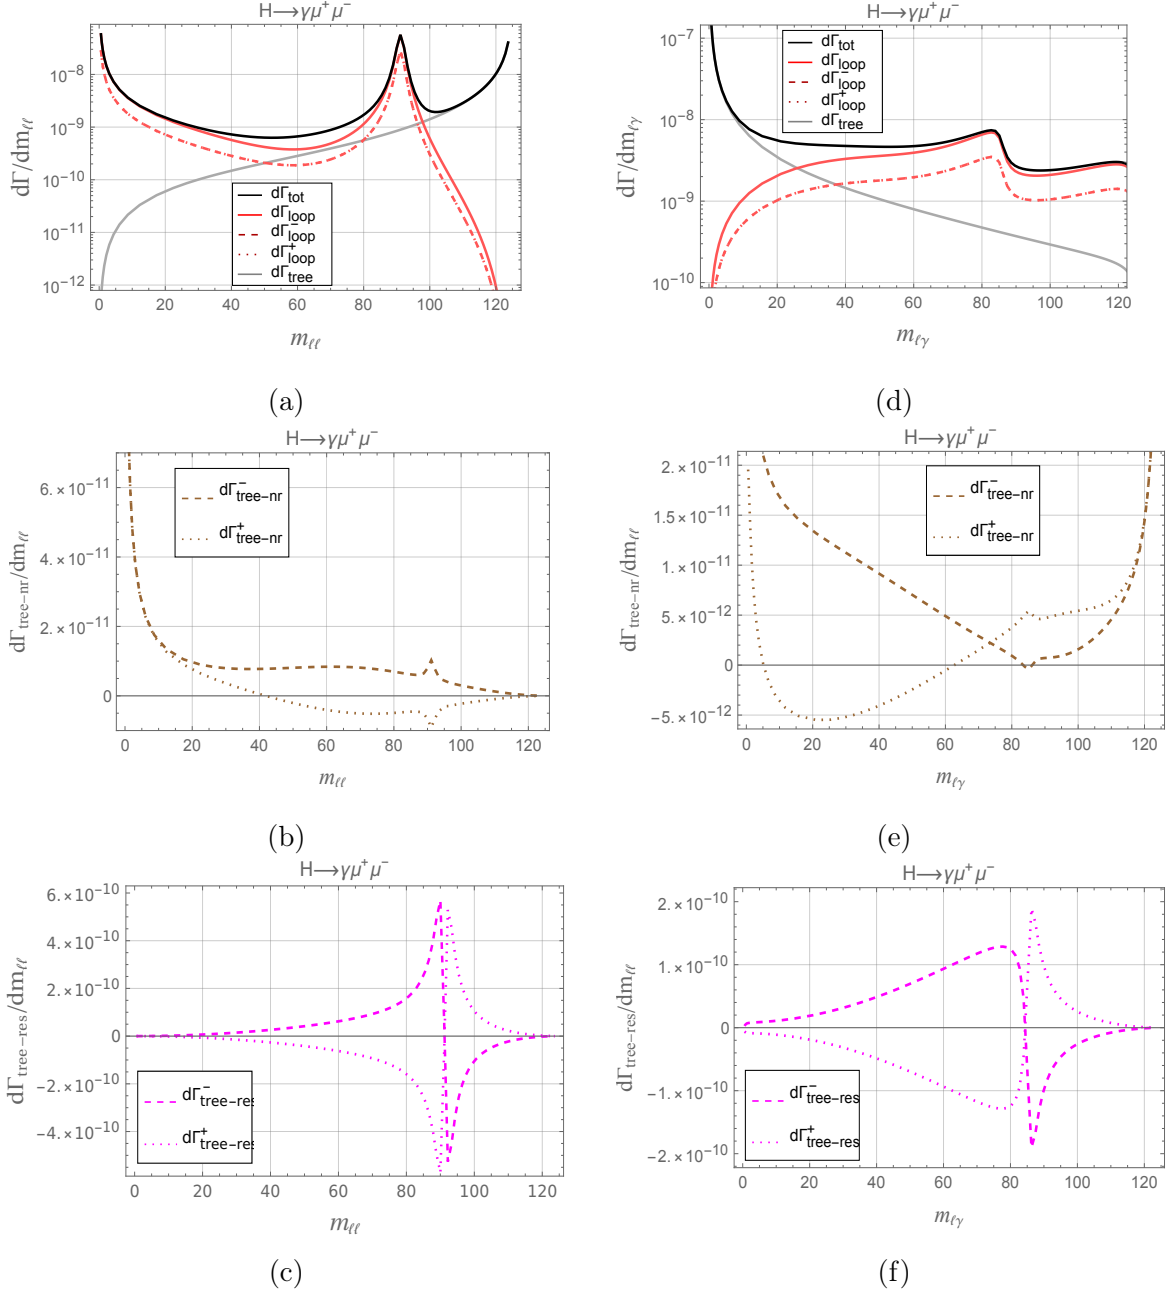 H⟶γμ⁺μ⁻
dΓ/dm_ℓℓ
10⁻⁸
10⁻⁹
10⁻¹⁰
10⁻¹¹
10⁻¹²
dΓ_tot
dΓ_loop
dΓ⁻_loop
dΓ⁺_loop
dΓ_tree
0 20 40 60 80 100 120
m_ℓℓ
(a)
H⟶γμ⁺μ⁻
dΓ/dm_ℓγ
10⁻⁷
10⁻⁸
10⁻⁹
10⁻¹⁰
dΓ_tot
dΓ_loop
dΓ⁻_loop
dΓ⁺_loop
dΓ_tree
0 20 40 60 80 100 120
m_ℓγ
(d)
H⟶γμ⁺μ⁻
dΓ_tree-nr/dm_ℓℓ
6.×10⁻¹¹
4.×10⁻¹¹
2.×10⁻¹¹
0
dΓ⁻_tree-nr
dΓ⁺_tree-nr
0 20 40 60 80 100 120
m_ℓℓ
(b)
H⟶γμ⁺μ⁻
dΓ_tree-nr/dm_ℓℓ
2.×10⁻¹¹
1.5×10⁻¹¹
1.×10⁻¹¹
5.×10⁻¹²
0
-5.×10⁻¹²
dΓ⁻_tree-nr
dΓ⁺_tree-nr
0 20 40 60 80 100 120
m_ℓγ
(e)
H⟶γμ⁺μ⁻
dΓ_tree-res/dm_ℓℓ
6.×10⁻¹⁰
4.×10⁻¹⁰
2.×10⁻¹⁰
0
-2.×10⁻¹⁰
-4.×10⁻¹⁰
dΓ⁻_tree-res
dΓ⁺_tree-res
0 20 40 60 80 100 120
m_ℓℓ
(c)
H⟶γμ⁺μ⁻
dΓ_tree-res/dm_ℓℓ
2.×10⁻¹⁰
1.×10⁻¹⁰
0
-1.×10⁻¹⁰
-2.×10⁻¹⁰
dΓ⁻_tree-res
dΓ⁺_tree-res
0 20 40 60 80 100 120
m_ℓγ
(f)